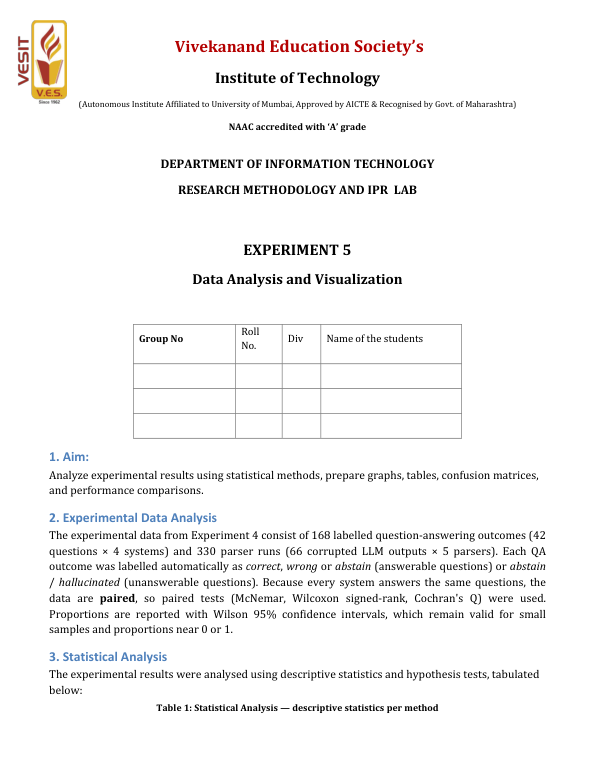 VESIT
V.E.S.
Since 1962
Vivekanand Education Society's
Institute of Technology
(Autonomous Institute Affiliated to University of Mumbai, Approved by AICTE & Recognised by Govt. of Maharashtra)
NAAC accredited with 'A' grade
DEPARTMENT OF INFORMATION TECHNOLOGY
RESEARCH METHODOLOGY AND IPR LAB
EXPERIMENT 5
Data Analysis and Visualization
Group No
Roll
No.
Div
Name of the students
1. Aim:
Analyze experimental results using statistical methods, prepare graphs, tables, confusion matrices,
and performance comparisons.
2. Experimental Data Analysis
The experimental data from Experiment 4 consist of 168 labelled question-answering outcomes (42
questions × 4 systems) and 330 parser runs (66 corrupted LLM outputs × 5 parsers). Each QA
outcome was labelled automatically as correct, wrong or abstain (answerable questions) or abstain
/ hallucinated (unanswerable questions). Because every system answers the same questions, the
data are paired, so paired tests (McNemar, Wilcoxon signed-rank, Cochran's Q) were used.
Proportions are reported with Wilson 95% confidence intervals, which remain valid for small
samples and proportions near 0 or 1.
3. Statistical Analysis
The experimental results were analysed using descriptive statistics and hypothesis tests, tabulated
below:
Table 1: Statistical Analysis — descriptive statistics per method